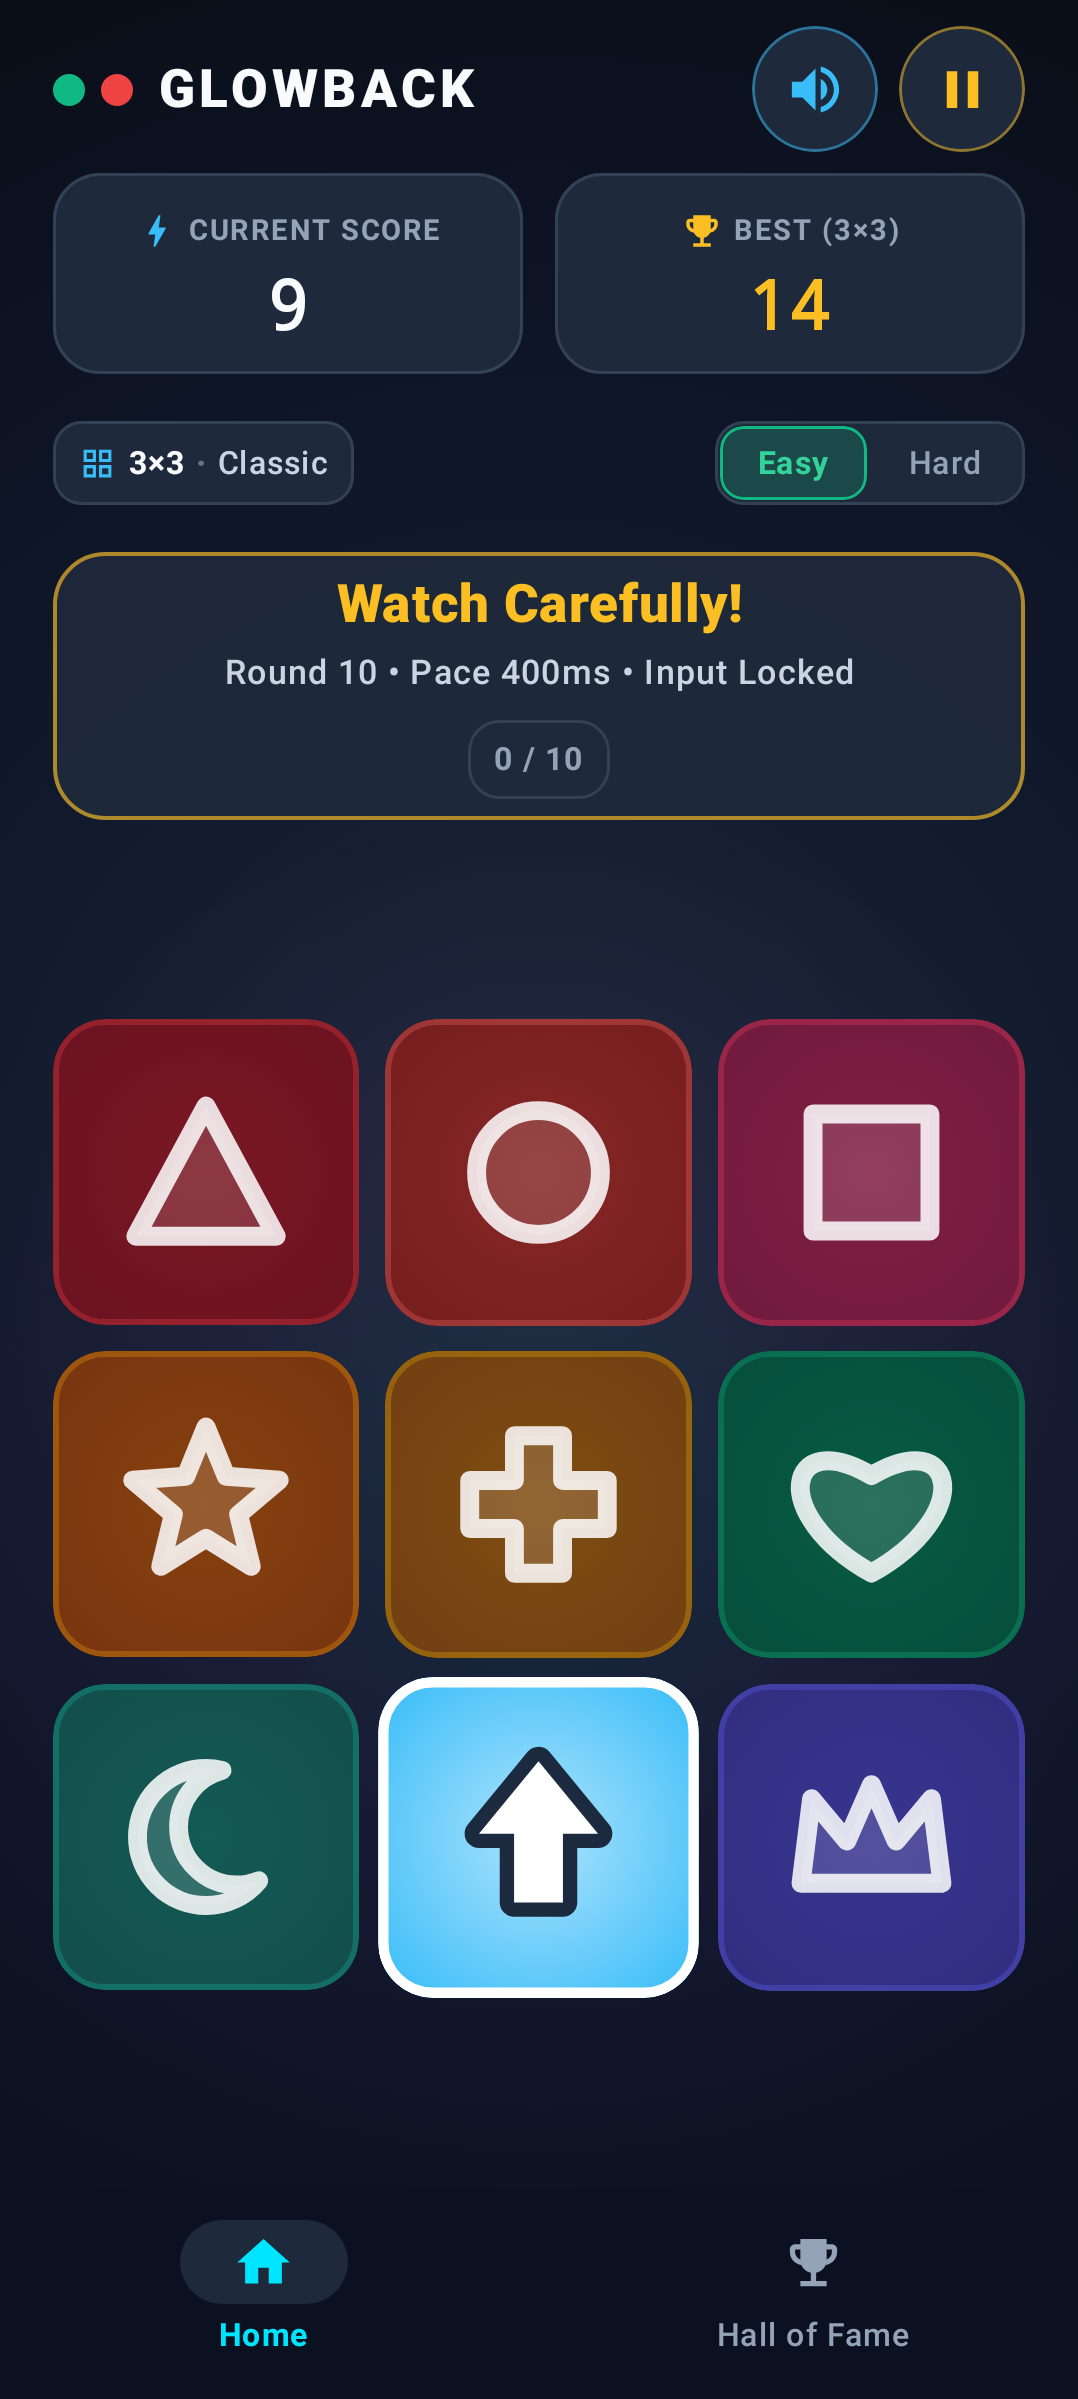 GLOWBACK
CURRENT SCORE
9
BEST (3×3)
14
3×3 · Classic
Easy
Hard
Watch Carefully!
Round 10 • Pace 400ms • Input Locked
0 / 10
Home
Hall of Fame